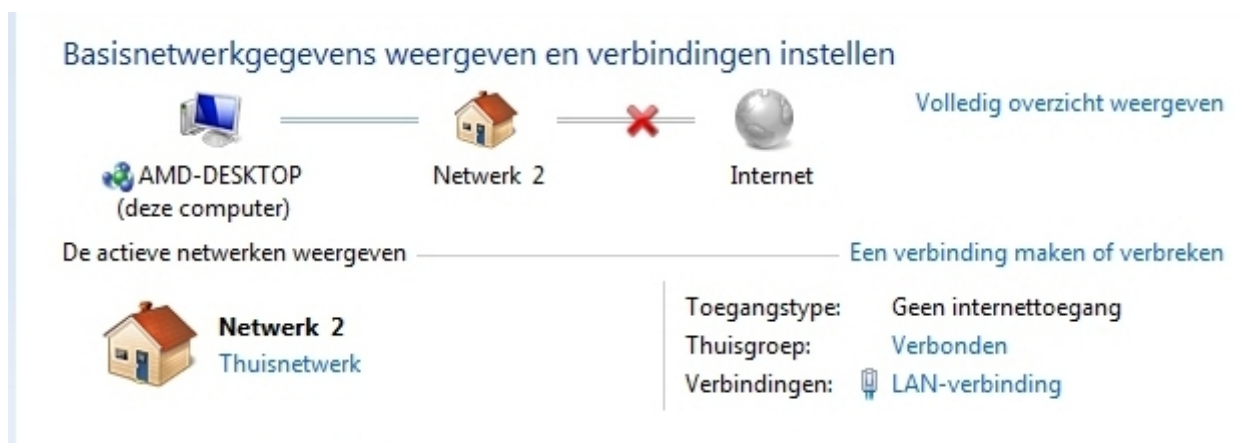 Basisnetwerkgegevens weergeven en verbindingen instellen
Volledig overzicht weergeven
AMD-DESKTOP
(deze computer)
Netwerk 2
Internet
De actieve netwerken weergeven
Een verbinding maken of verbreken
Netwerk 2
Thuisnetwerk
Toegangstype: Geen internettoegang
Thuisgroep: Verbonden
Verbindingen: LAN-verbinding